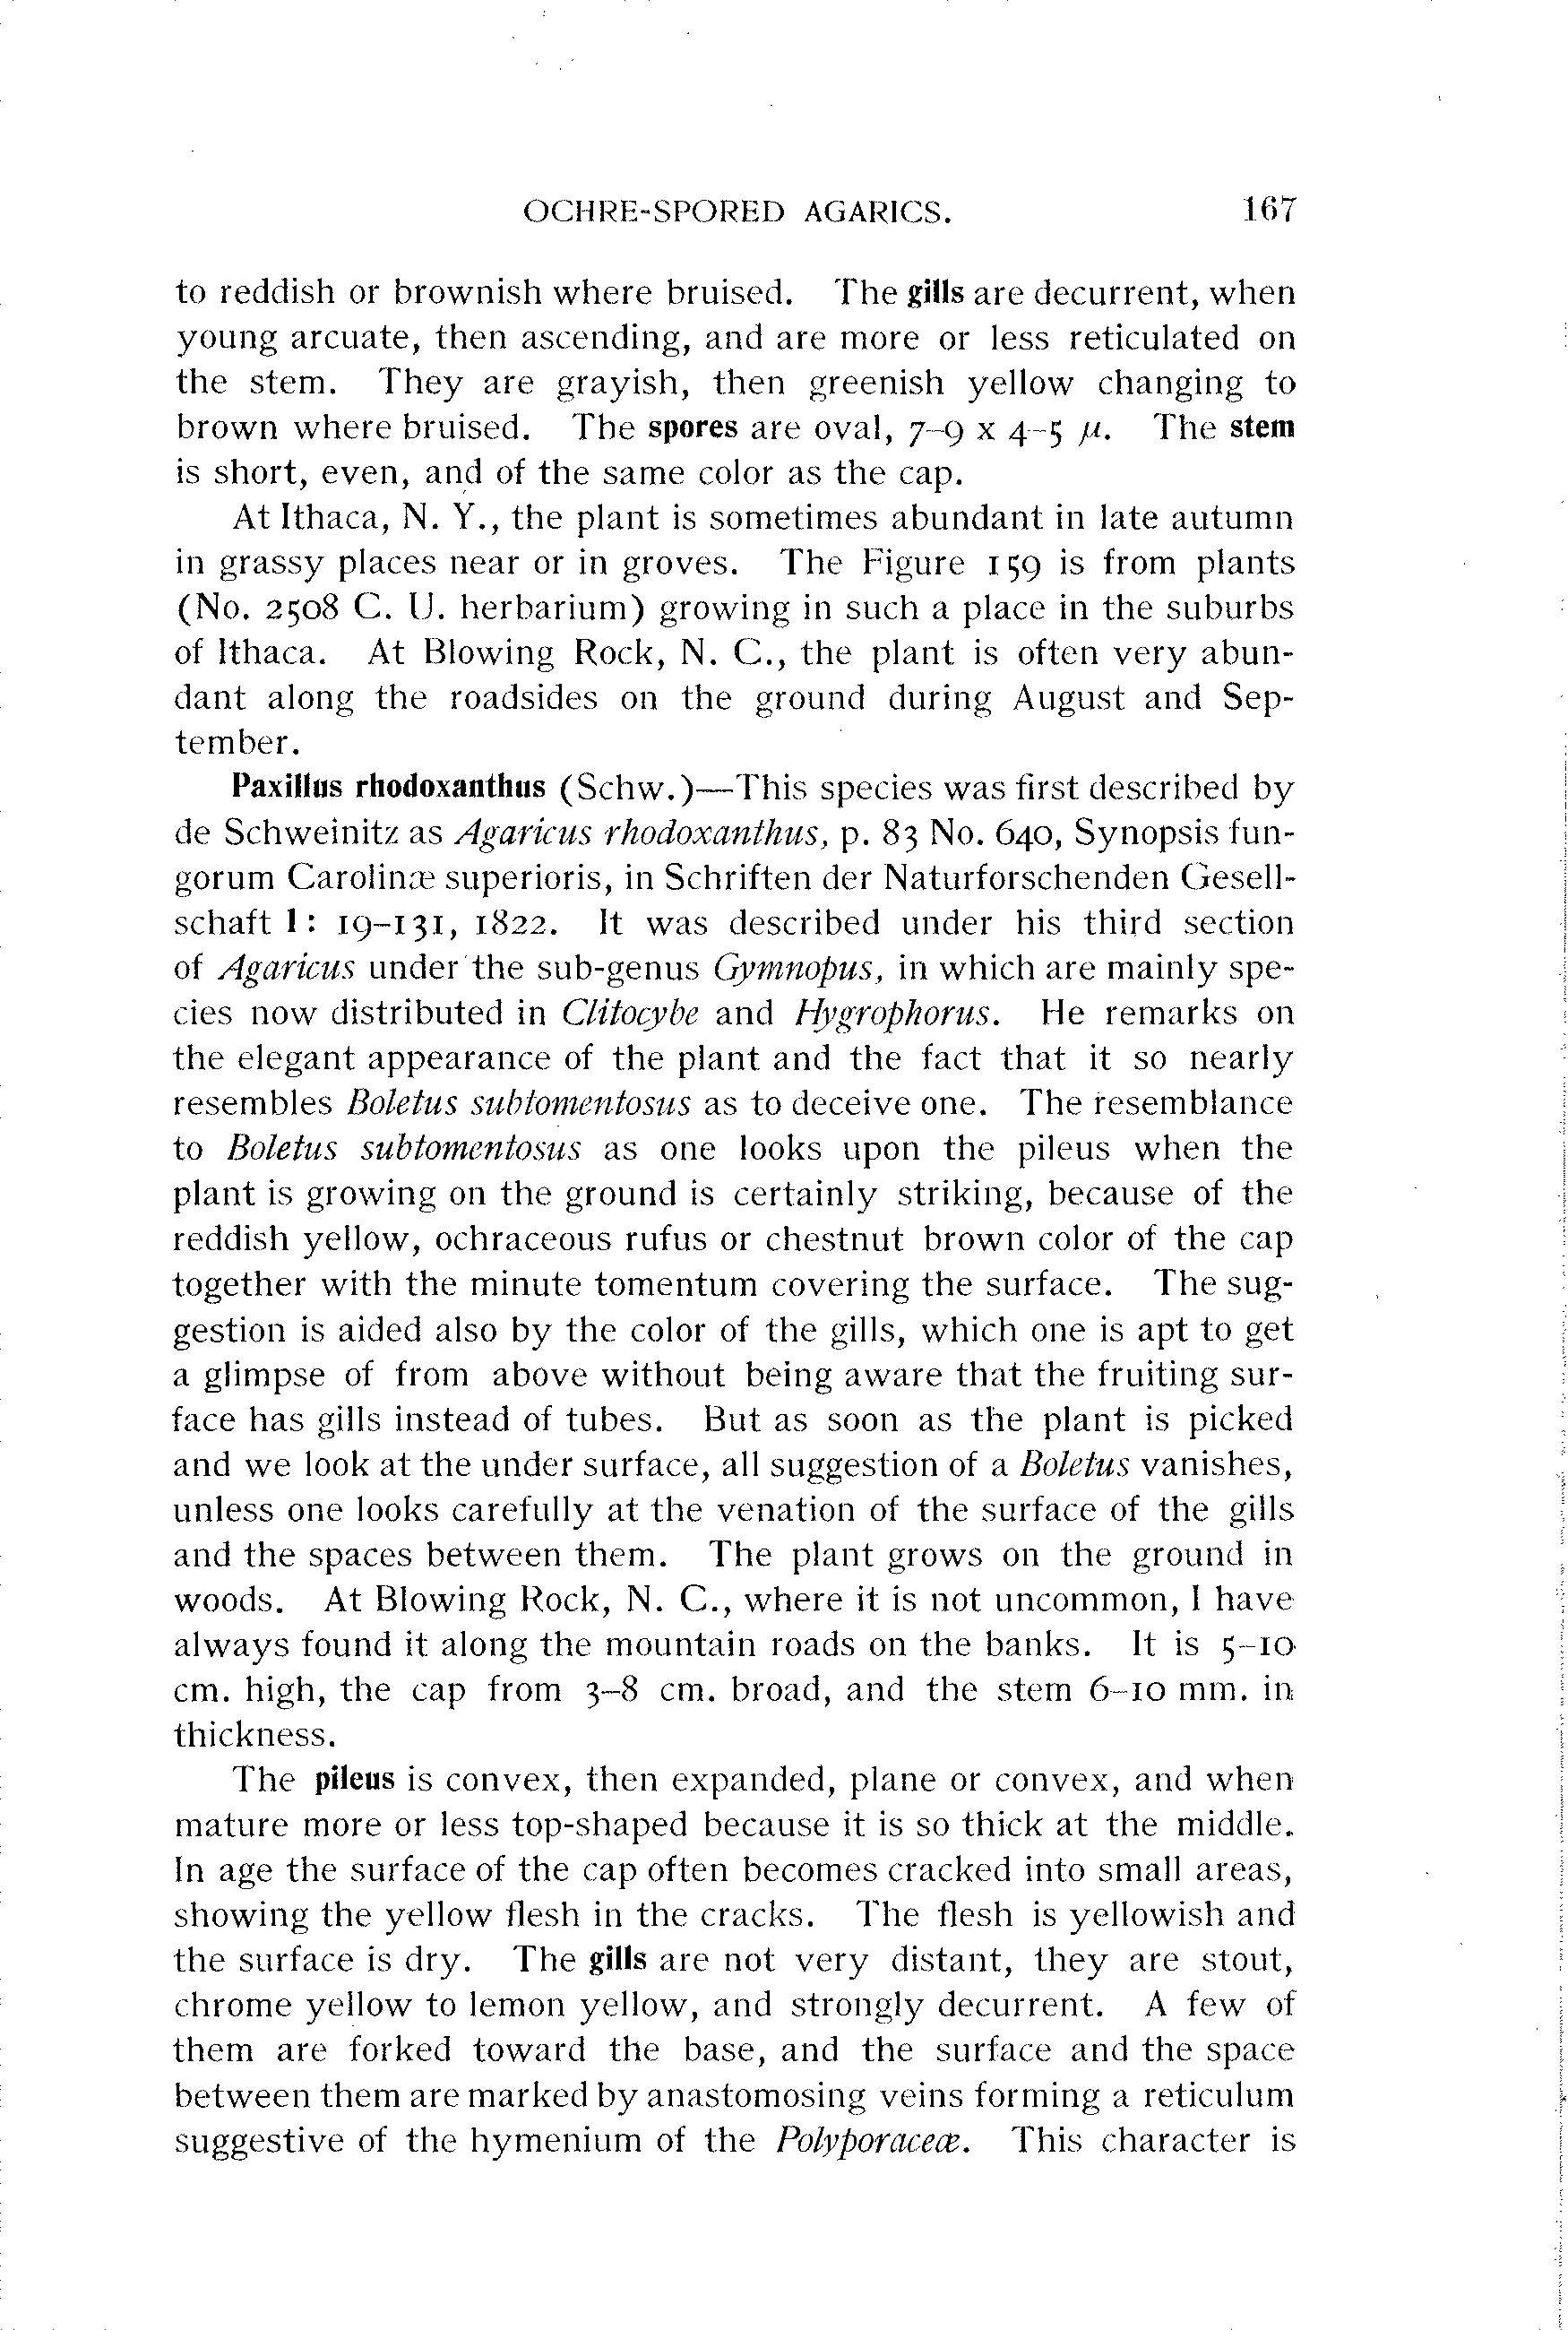 OCHRE-SPORED AGARICS. 167
to reddish or brownish where bruised. The gills are decurrent, when
young arcuate, then ascending, and are more or less reticulated on
the stem. They are grayish, then greenish yellow changing to
brown where bruised. The spores are oval, 7–9 x 4–5 μ. The stem
is short, even, and of the same color as the cap.
At Ithaca, N. Y., the plant is sometimes abundant in late autumn
in grassy places near or in groves. The Figure 159 is from plants
(No. 2508 C. U. herbarium) growing in such a place in the suburbs
of Ithaca. At Blowing Rock, N. C., the plant is often very abun-
dant along the roadsides on the ground during August and Sep-
tember.
Paxillus rhodoxanthus (Schw.)—This species was first described by
de Schweinitz as Agaricus rhodoxanthus, p. 83 No. 640, Synopsis fun-
gorum Carolinæ superioris, in Schriften der Naturforschenden Gesell-
schaft 1: 19–131, 1822. It was described under his third section
of Agaricus under the sub-genus Gymnopus, in which are mainly spe-
cies now distributed in Clitocybe and Hygrophorus. He remarks on
the elegant appearance of the plant and the fact that it so nearly
resembles Boletus subtomentosus as to deceive one. The resemblance
to Boletus subtomentosus as one looks upon the pileus when the
plant is growing on the ground is certainly striking, because of the
reddish yellow, ochraceous rufus or chestnut brown color of the cap
together with the minute tomentum covering the surface. The sug-
gestion is aided also by the color of the gills, which one is apt to get
a glimpse of from above without being aware that the fruiting sur-
face has gills instead of tubes. But as soon as the plant is picked
and we look at the under surface, all suggestion of a Boletus vanishes,
unless one looks carefully at the venation of the surface of the gills
and the spaces between them. The plant grows on the ground in
woods. At Blowing Rock, N. C., where it is not uncommon, I have
always found it along the mountain roads on the banks. It is 5–10
cm. high, the cap from 3–8 cm. broad, and the stem 6–10 mm. in
thickness.
The pileus is convex, then expanded, plane or convex, and when
mature more or less top-shaped because it is so thick at the middle.
In age the surface of the cap often becomes cracked into small areas,
showing the yellow flesh in the cracks. The flesh is yellowish and
the surface is dry. The gills are not very distant, they are stout,
chrome yellow to lemon yellow, and strongly decurrent. A few of
them are forked toward the base, and the surface and the space
between them are marked by anastomosing veins forming a reticulum
suggestive of the hymenium of the Polyporaceæ. This character is